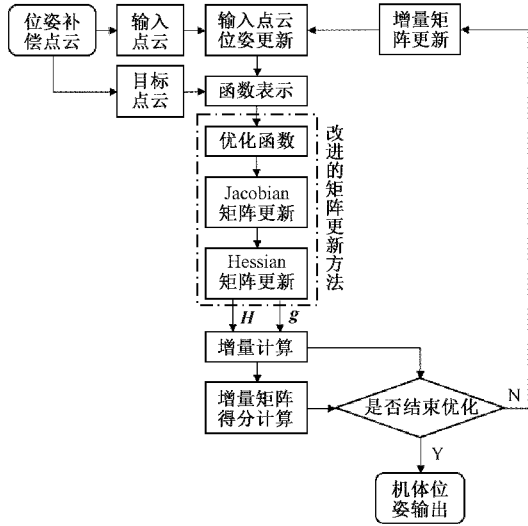 位姿补
偿点云
输入
点云
输入点云
位姿更新
增量矩
阵更新
目标
点云
函数表示
优化函数
Jacobian
矩阵更新
Hessian
矩阵更新
改进的矩阵更新方法
H
g
增量计算
增量矩阵
得分计算
是否结束优化
N
Y
机体位
姿输出